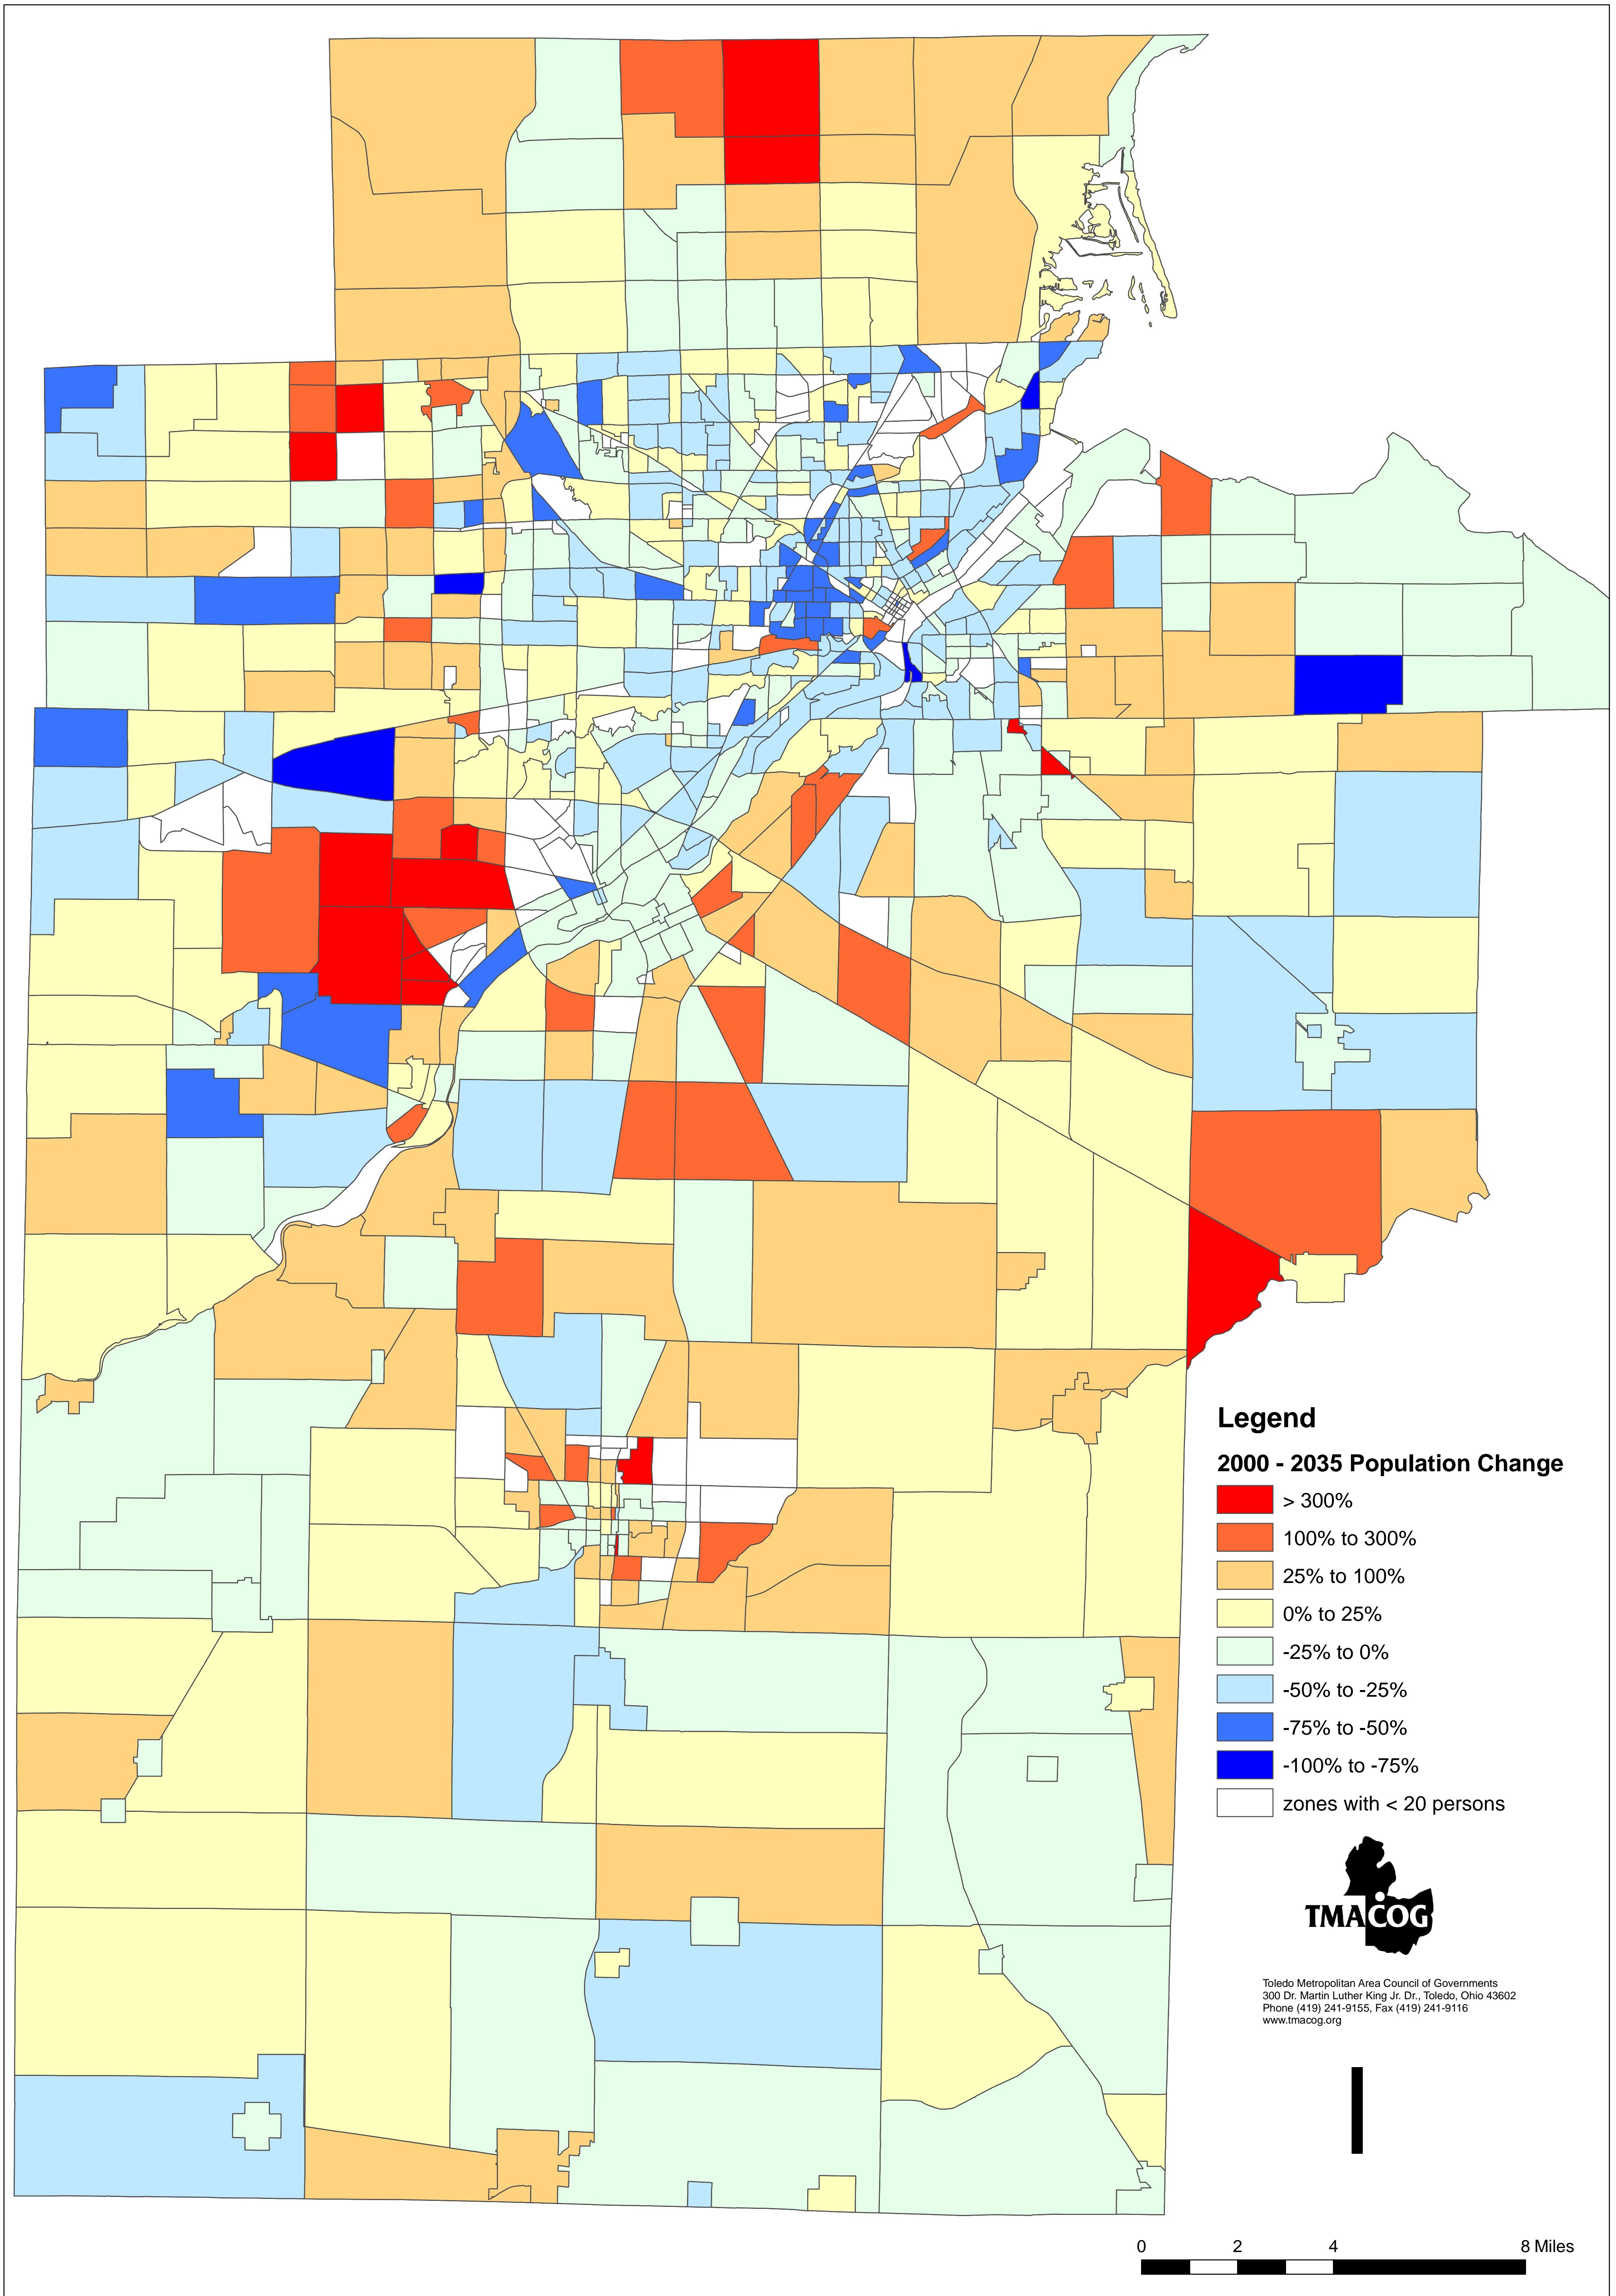 Legend
2000 - 2035 Population Change
> 300%
100% to 300%
25% to 100%
0% to 25%
-25% to 0%
-50% to -25%
-75% to -50%
-100% to -75%
zones with < 20 persons
TMACOG
Toledo Metropolitan Area Council of Governments
300 Dr. Martin Luther King Jr. Dr., Toledo, Ohio 43602
Phone (419) 241-9155, Fax (419) 241-9116
www.tmacog.org
0 2 4 8 Miles